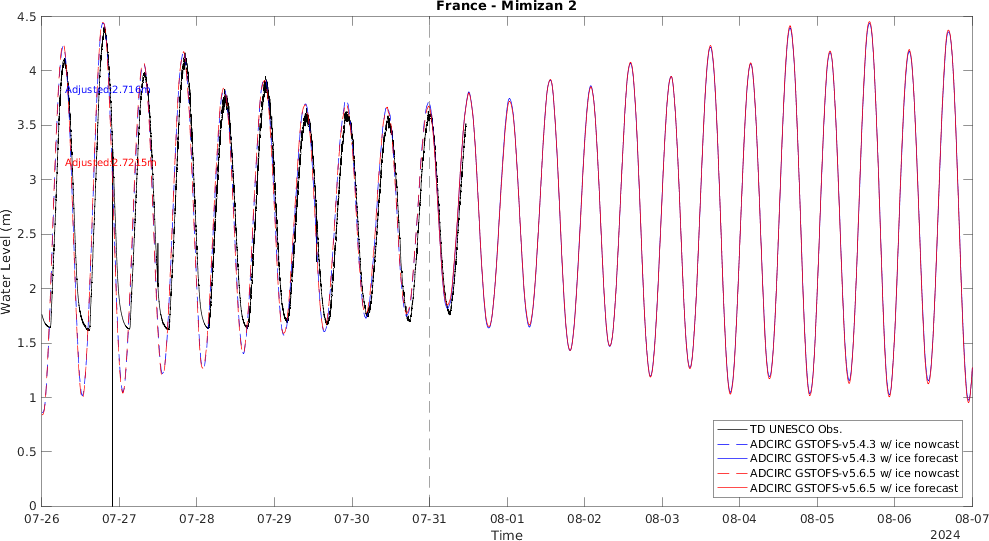 France - Mimizan 2
4.5
4
3.5
3
2.5
2
1.5
1
0.5
0
Water Level (m)
Adjusted:2.716m
Adjusted:2.7215m
TD UNESCO Obs.
ADCIRC GSTOFS-v5.4.3 w/ ice nowcast
ADCIRC GSTOFS-v5.4.3 w/ ice forecast
ADCIRC GSTOFS-v5.6.5 w/ ice nowcast
ADCIRC GSTOFS-v5.6.5 w/ ice forecast
07-26 07-27 07-28 07-29 07-30 07-31 08-01 08-02 08-03 08-04 08-05 08-06 08-07
Time
2024